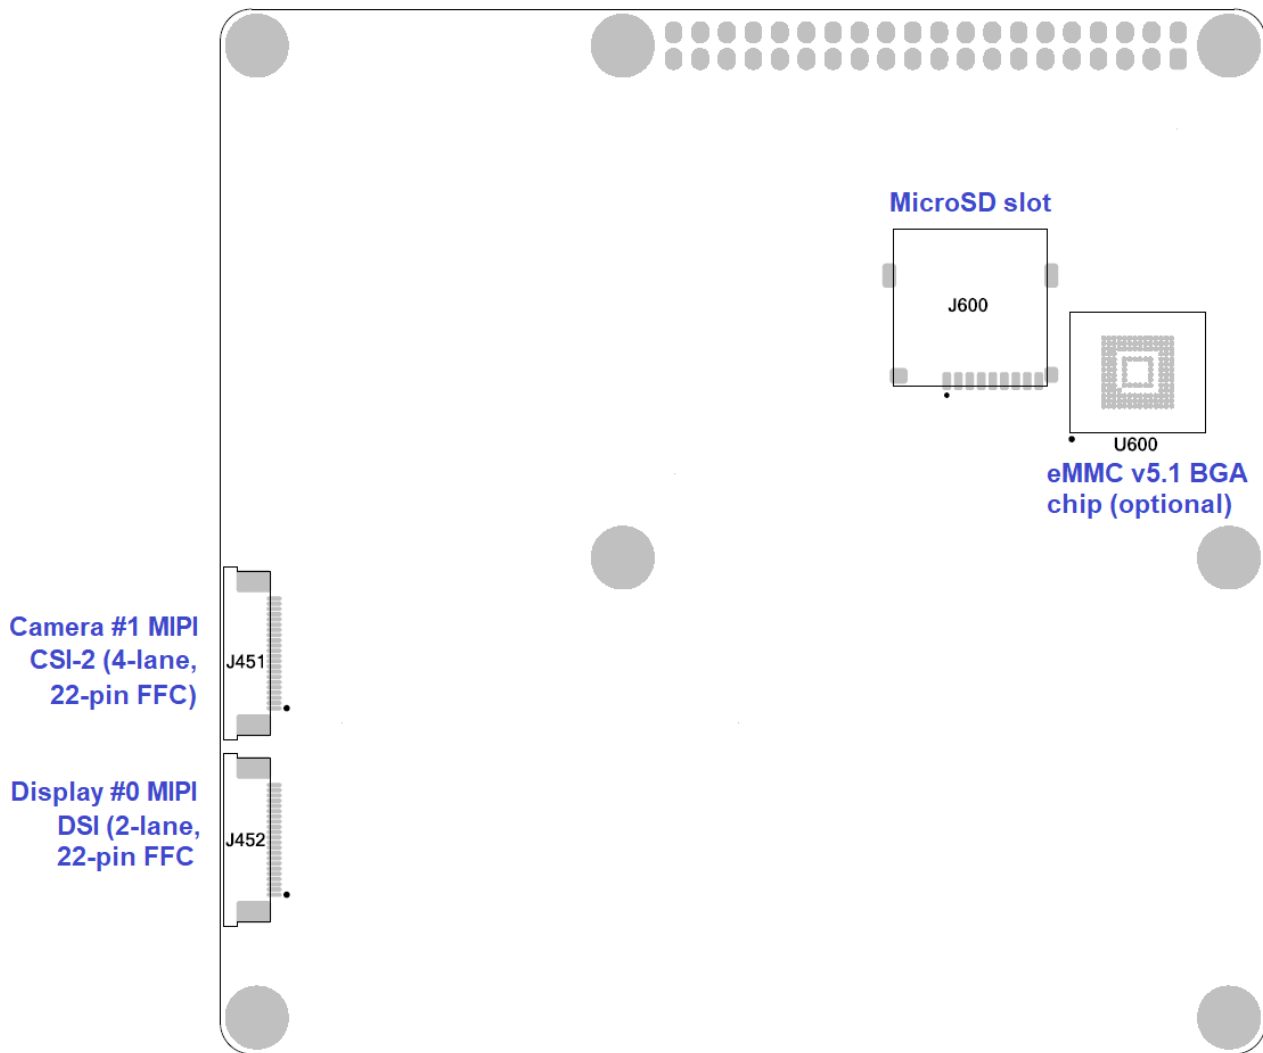 MicroSD slot
J600
U600
eMMC v5.1 BGA
chip (optional)
Camera #1 MIPI
CSI-2 (4-lane,
22-pin FFC)
J451
Display #0 MIPI
DSI (2-lane,
22-pin FFC
J452